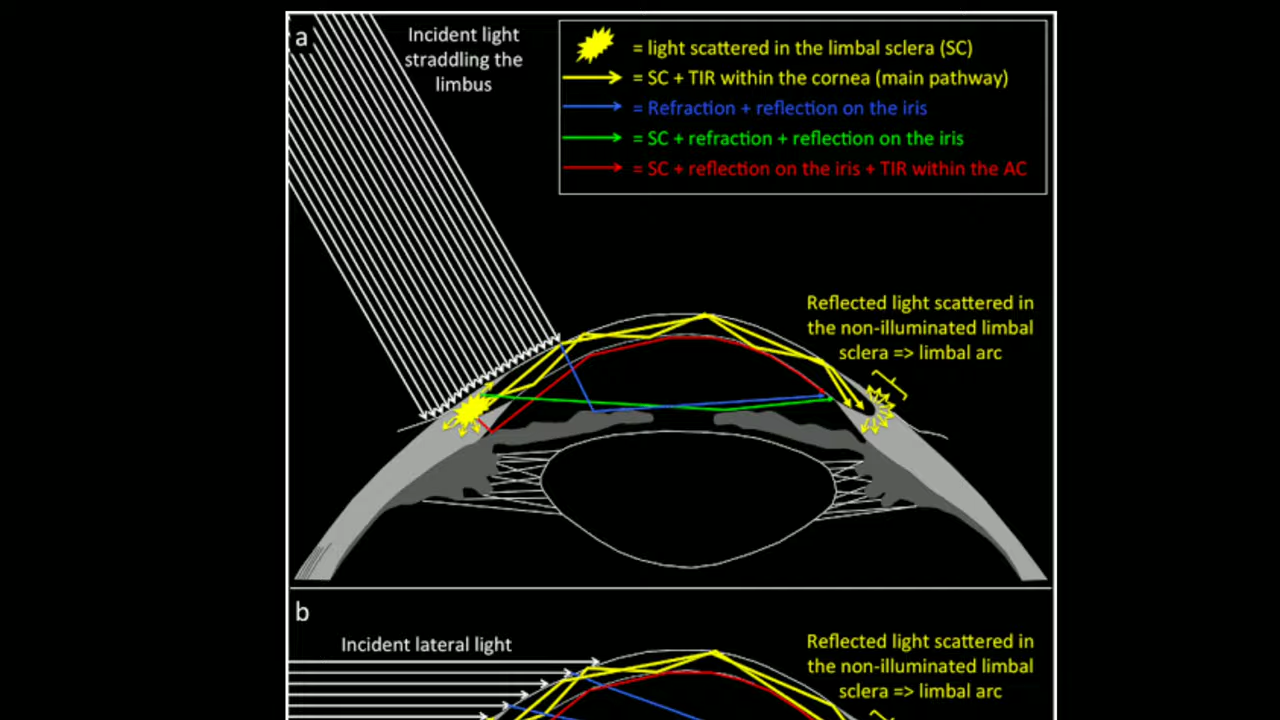 a
Incident light
straddling the
limbus
= light scattered in the limbal sclera (SC)
= SC + TIR within the cornea (main pathway)
= Refraction + reflection on the iris
= SC + refraction + reflection on the iris
= SC + reflection on the iris + TIR within the AC
Reflected light scattered in
the non-illuminated limbal
sclera => limbal arc
b
Incident lateral light
Reflected light scattered in
the non-illuminated limbal
sclera => limbal arc